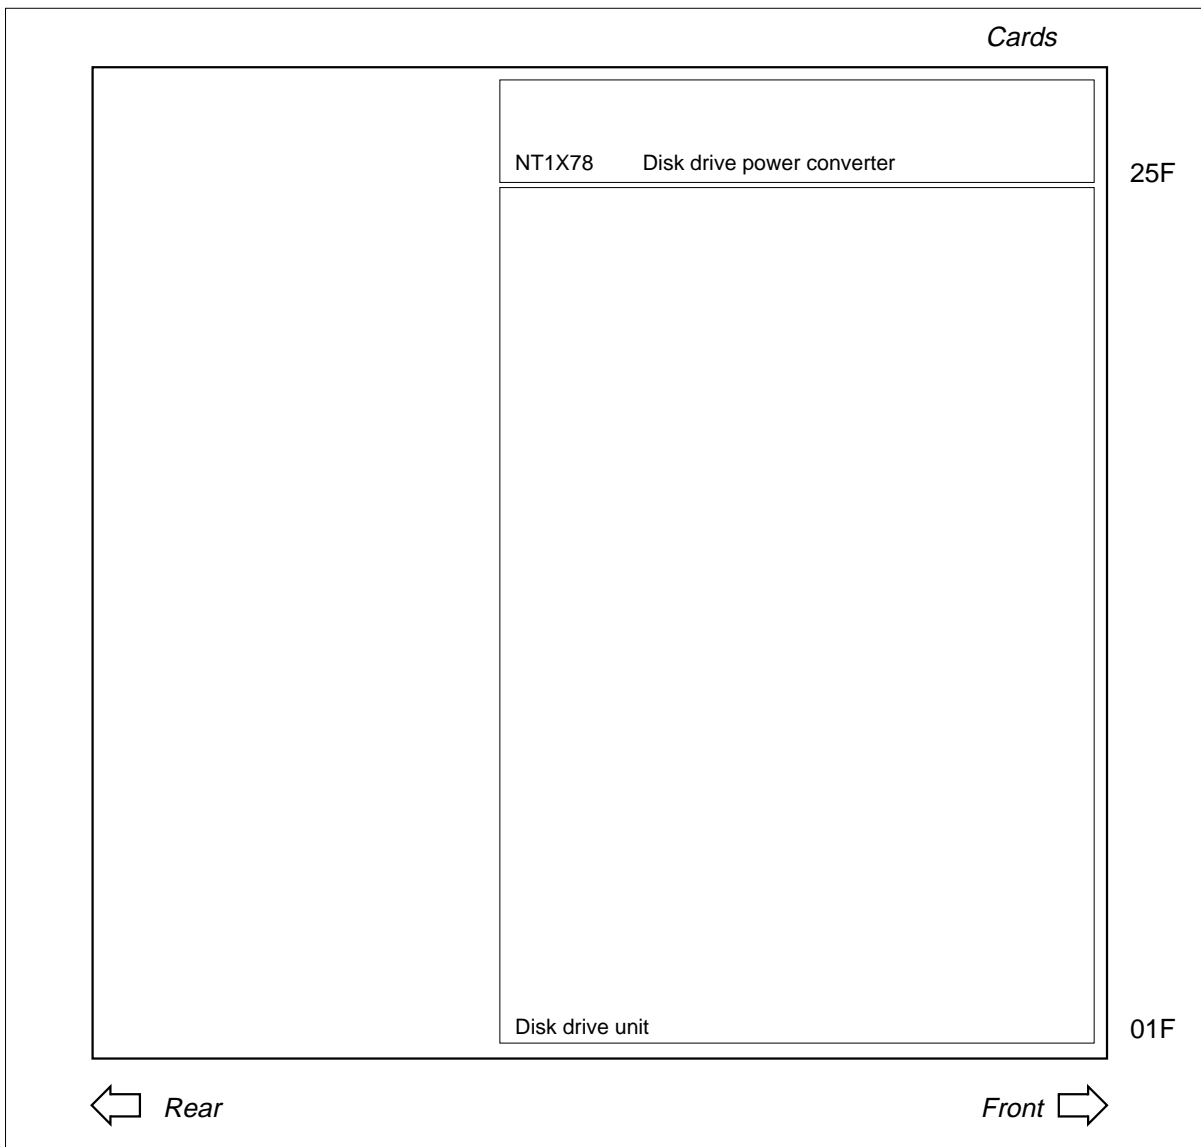 Cards
NT1X78 Disk drive power converter
25F
Disk drive unit
01F
Rear
Front